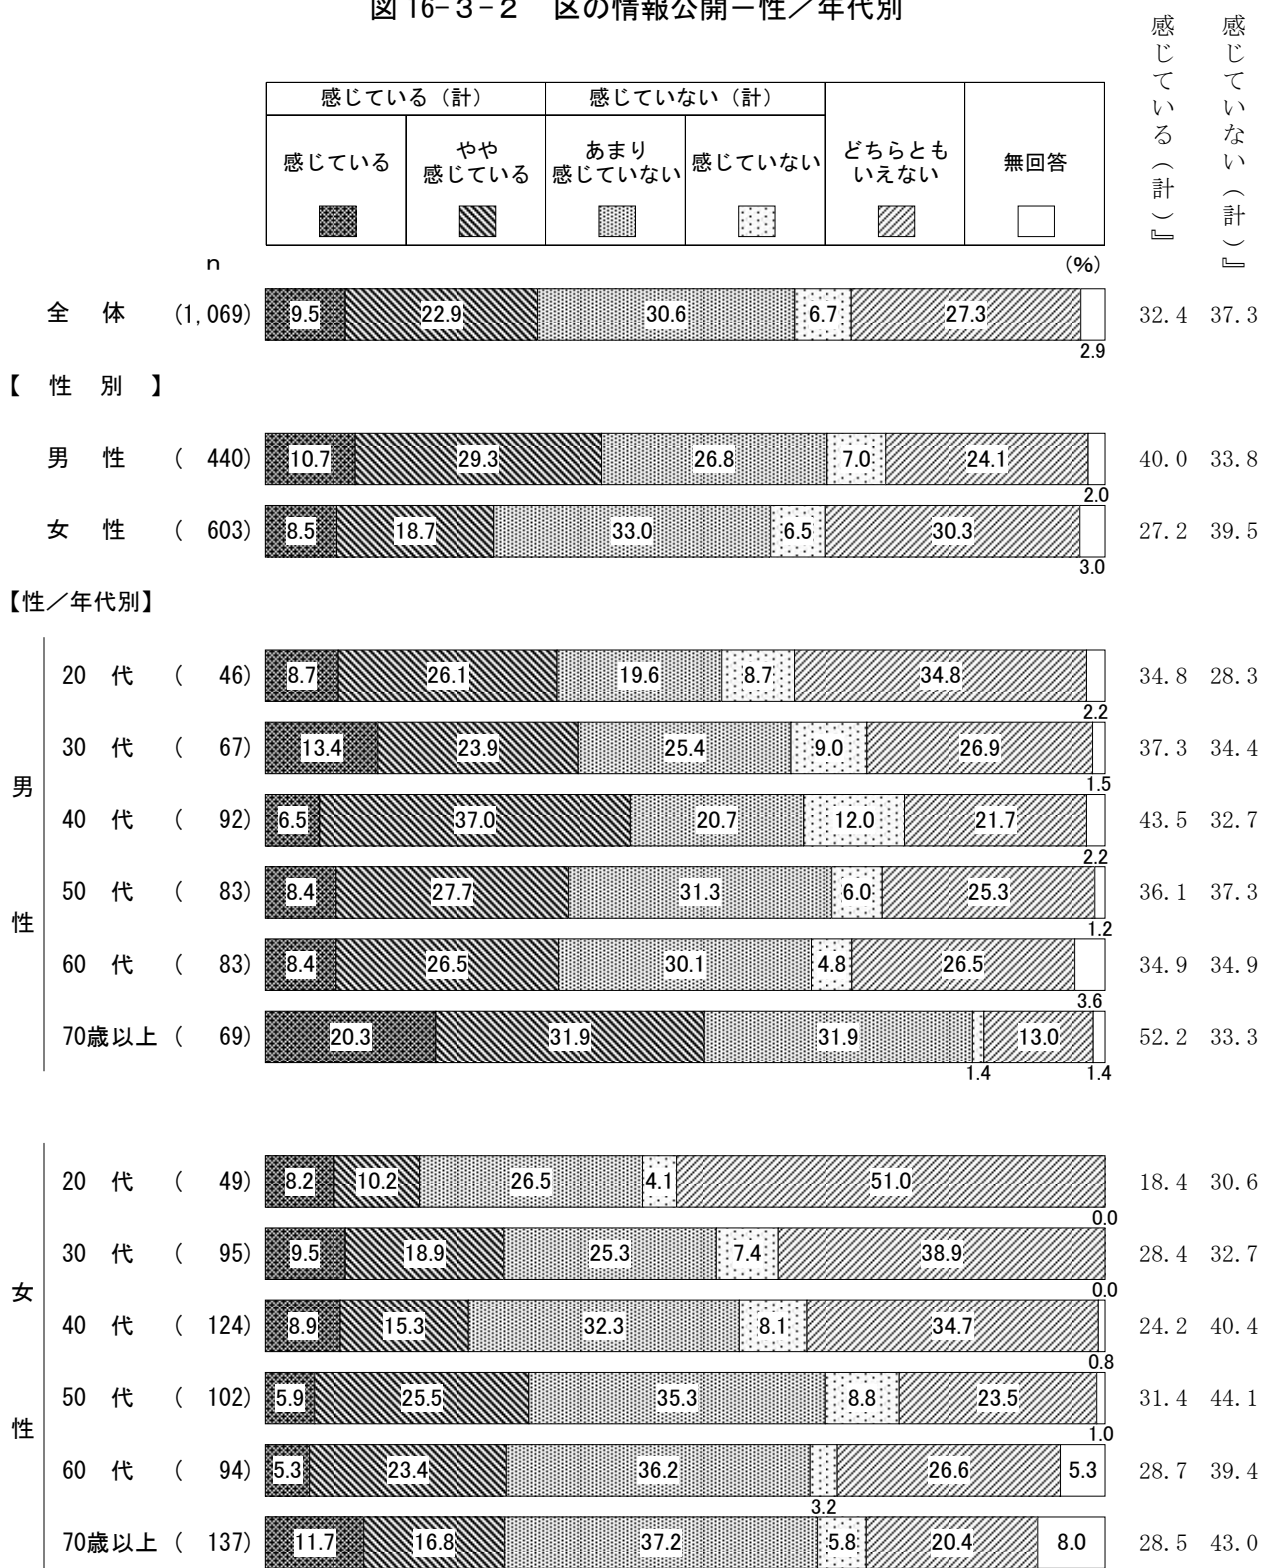 図 16-3-2　区の情報公開－性／年代別
感じている（計）』
感じていない（計）』
感じている（計） 感じていない（計）
感じている
やや
感じている
あまり
感じていない
感じていない
どちらとも
いえない
無回答
n (%)
全　体 (1,069) 9.5 22.9 30.6 6.7 27.3 2.9 32.4 37.3
【　性　別　】
男　性 ( 440) 10.7 29.3 26.8 7.0 24.1 2.0 40.0 33.8
女　性 ( 603) 8.5 18.7 33.0 6.5 30.3 3.0 27.2 39.5
【性／年代別】
男性
20　代 ( 46) 8.7 26.1 19.6 8.7 34.8 2.2 34.8 28.3
30　代 ( 67) 13.4 23.9 25.4 9.0 26.9 1.5 37.3 34.4
40　代 ( 92) 6.5 37.0 20.7 12.0 21.7 2.2 43.5 32.7
50　代 ( 83) 8.4 27.7 31.3 6.0 25.3 1.2 36.1 37.3
60　代 ( 83) 8.4 26.5 30.1 4.8 26.5 3.6 34.9 34.9
70歳以上 ( 69) 20.3 31.9 31.9 1.4 13.0 1.4 52.2 33.3
女性
20　代 ( 49) 8.2 10.2 26.5 4.1 51.0 0.0 18.4 30.6
30　代 ( 95) 9.5 18.9 25.3 7.4 38.9 0.0 28.4 32.7
40　代 ( 124) 8.9 15.3 32.3 8.1 34.7 0.8 24.2 40.4
50　代 ( 102) 5.9 25.5 35.3 8.8 23.5 1.0 31.4 44.1
60　代 ( 94) 5.3 23.4 36.2 3.2 26.6 5.3 28.7 39.4
70歳以上 ( 137) 11.7 16.8 37.2 5.8 20.4 8.0 28.5 43.0